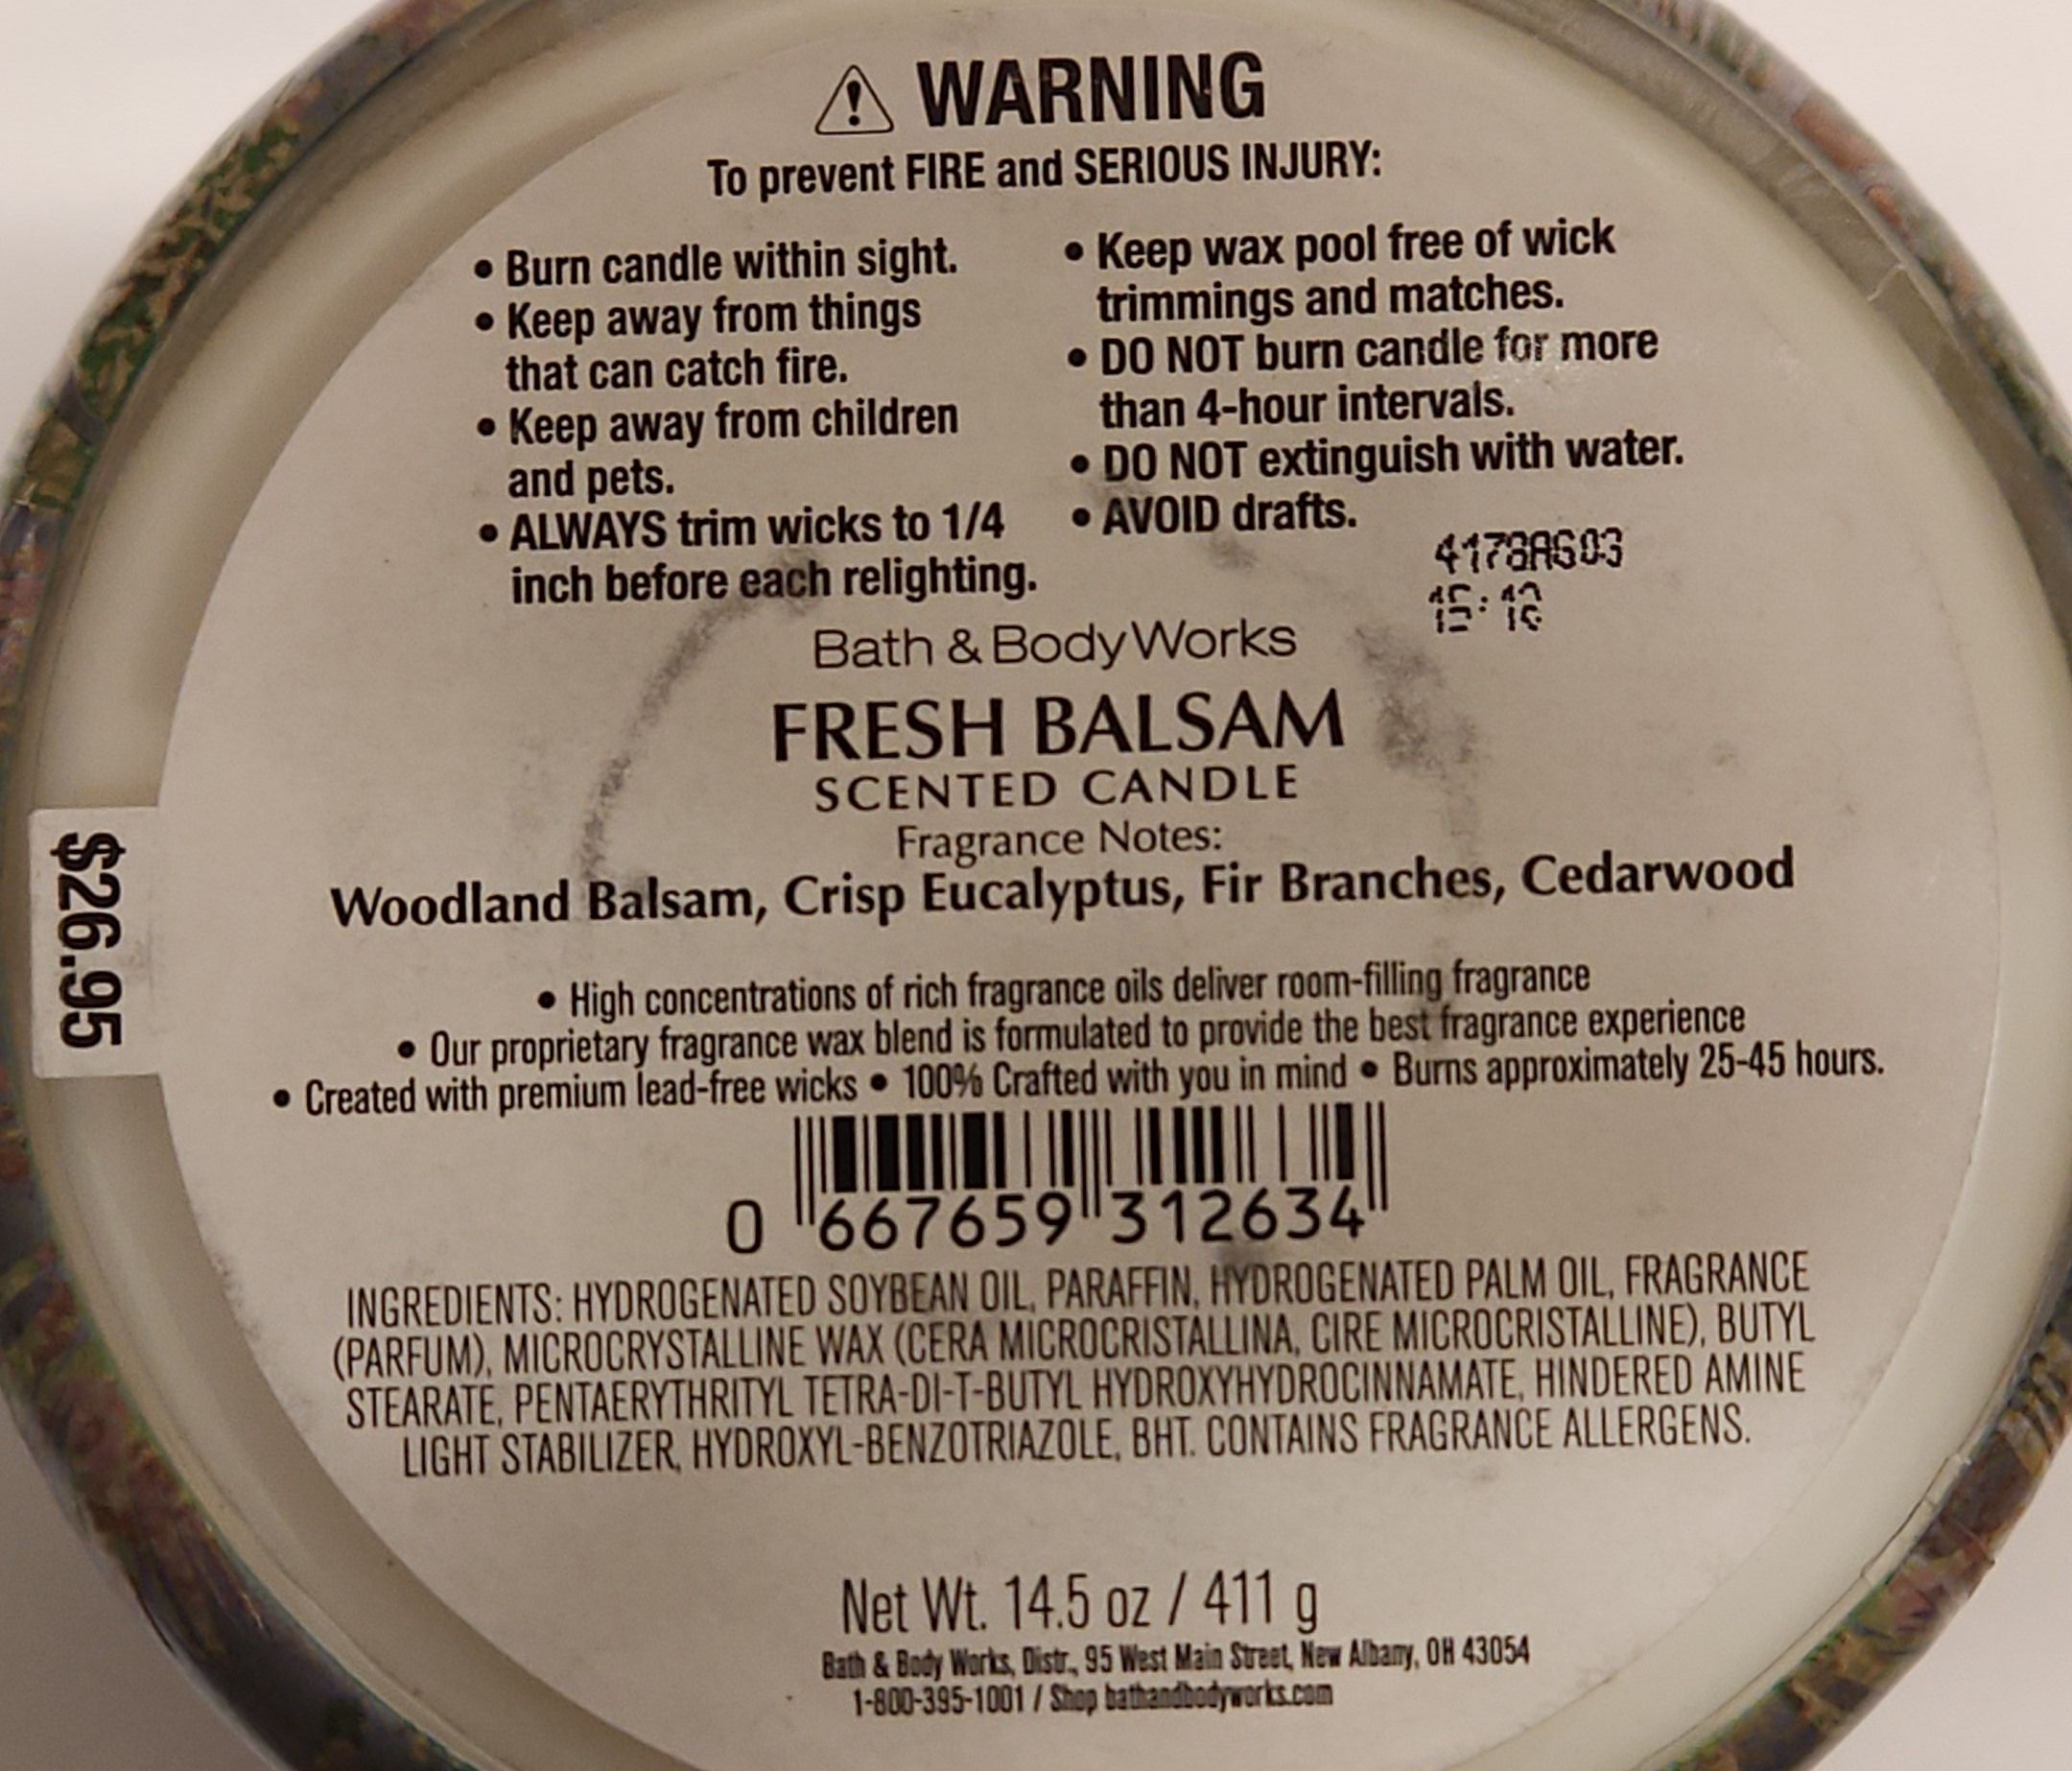 WARNING
To prevent FIRE and SERIOUS INJURY:
• Burn candle within sight.
• Keep away from things
that can catch fire.
• Keep away from children
and pets.
• ALWAYS trim wicks to 1/4
inch before each relighting.
• Keep wax pool free of wick
trimmings and matches.
• DO NOT burn candle for more
than 4-hour intervals.
• DO NOT extinguish with water.
• AVOID drafts.
Bath & Body Works
FRESH BALSAM
SCENTED CANDLE
Fragrance Notes:
Woodland Balsam, Crisp Eucalyptus, Fir Branches, Cedarwood
$26.95
• High concentrations of rich fragrance oils deliver room-filling fragrance
• Our proprietary fragrance wax blend is formulated to provide the best fragrance experience
• Created with premium lead-free wicks • 100% Crafted with you in mind • Burns approximately 25-45 hours.
0 667659 312634
INGREDIENTS: HYDROGENATED SOYBEAN OIL, PARAFFIN, HYDROGENATED PALM OIL, FRAGRANCE
(PARFUM), MICROCRYSTALLINE WAX (CERA MICROCRISTALLINA, CIRE MICROCRISTALLINE), BUTYL
STEARATE, PENTAERYTHRITYL TETRA-DI-T-BUTYL HYDROXYHYDROCINNAMATE, HINDERED AMINE
LIGHT STABILIZER, HYDROXYL-BENZOTRIAZOLE, BHT. CONTAINS FRAGRANCE ALLERGENS.
Net Wt. 14.5 oz / 411 g
Bath & Body Works, Distr., 95 West Main Street, New Albany, OH 43054
1-800-395-1001 / Shop bathandbodyworks.com